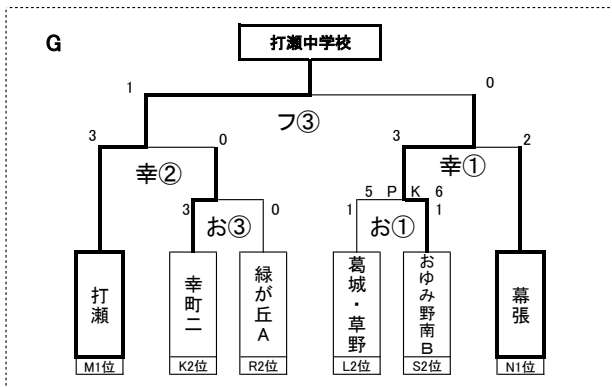 G
打瀬中学校
1
0
フ③
3
0
3
2
幸②
幸①
5 P K 6
3
0
1
1
お③
お①
打瀬
幸町二
緑が丘A
葛城・草野
おゆみ野南B
幕張
M1位
K2位
R2位
L2位
S2位
N1位